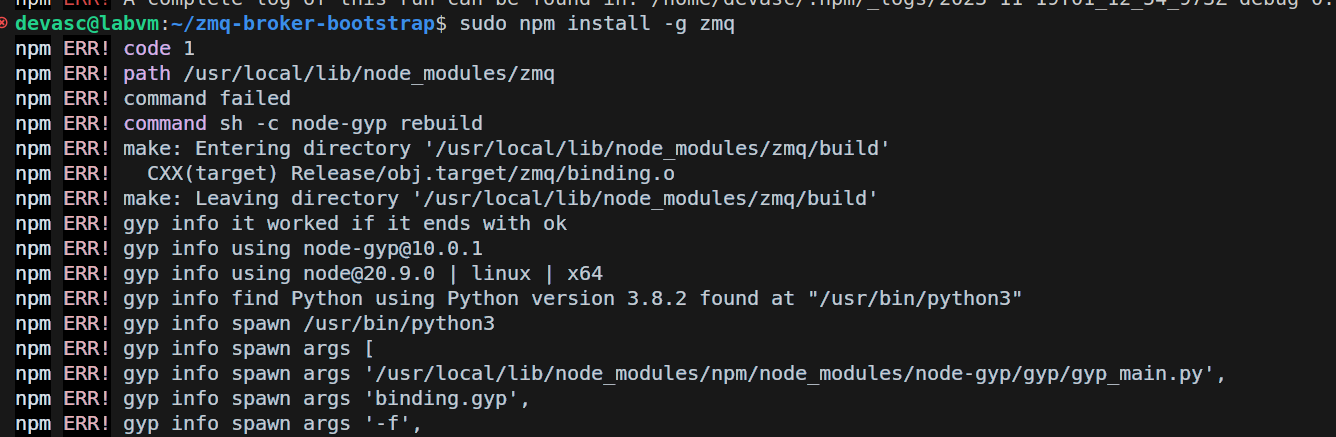 npm ERR! A complete log of this run can be found in: /home/devasc/.npm/_logs/2023-11-19T01_12_54_973Z-debug-0.
devasc@labvm:~/zmq-broker-bootstrap$ sudo npm install -g zmq
npm ERR! code 1
npm ERR! path /usr/local/lib/node_modules/zmq
npm ERR! command failed
npm ERR! command sh -c node-gyp rebuild
npm ERR! make: Entering directory '/usr/local/lib/node_modules/zmq/build'
npm ERR!   CXX(target) Release/obj.target/zmq/binding.o
npm ERR! make: Leaving directory '/usr/local/lib/node_modules/zmq/build'
npm ERR! gyp info it worked if it ends with ok
npm ERR! gyp info using node-gyp@10.0.1
npm ERR! gyp info using node@20.9.0 | linux | x64
npm ERR! gyp info find Python using Python version 3.8.2 found at "/usr/bin/python3"
npm ERR! gyp info spawn /usr/bin/python3
npm ERR! gyp info spawn args [
npm ERR! gyp info spawn args '/usr/local/lib/node_modules/npm/node_modules/node-gyp/gyp/gyp_main.py',
npm ERR! gyp info spawn args 'binding.gyp',
npm ERR! gyp info spawn args '-f',